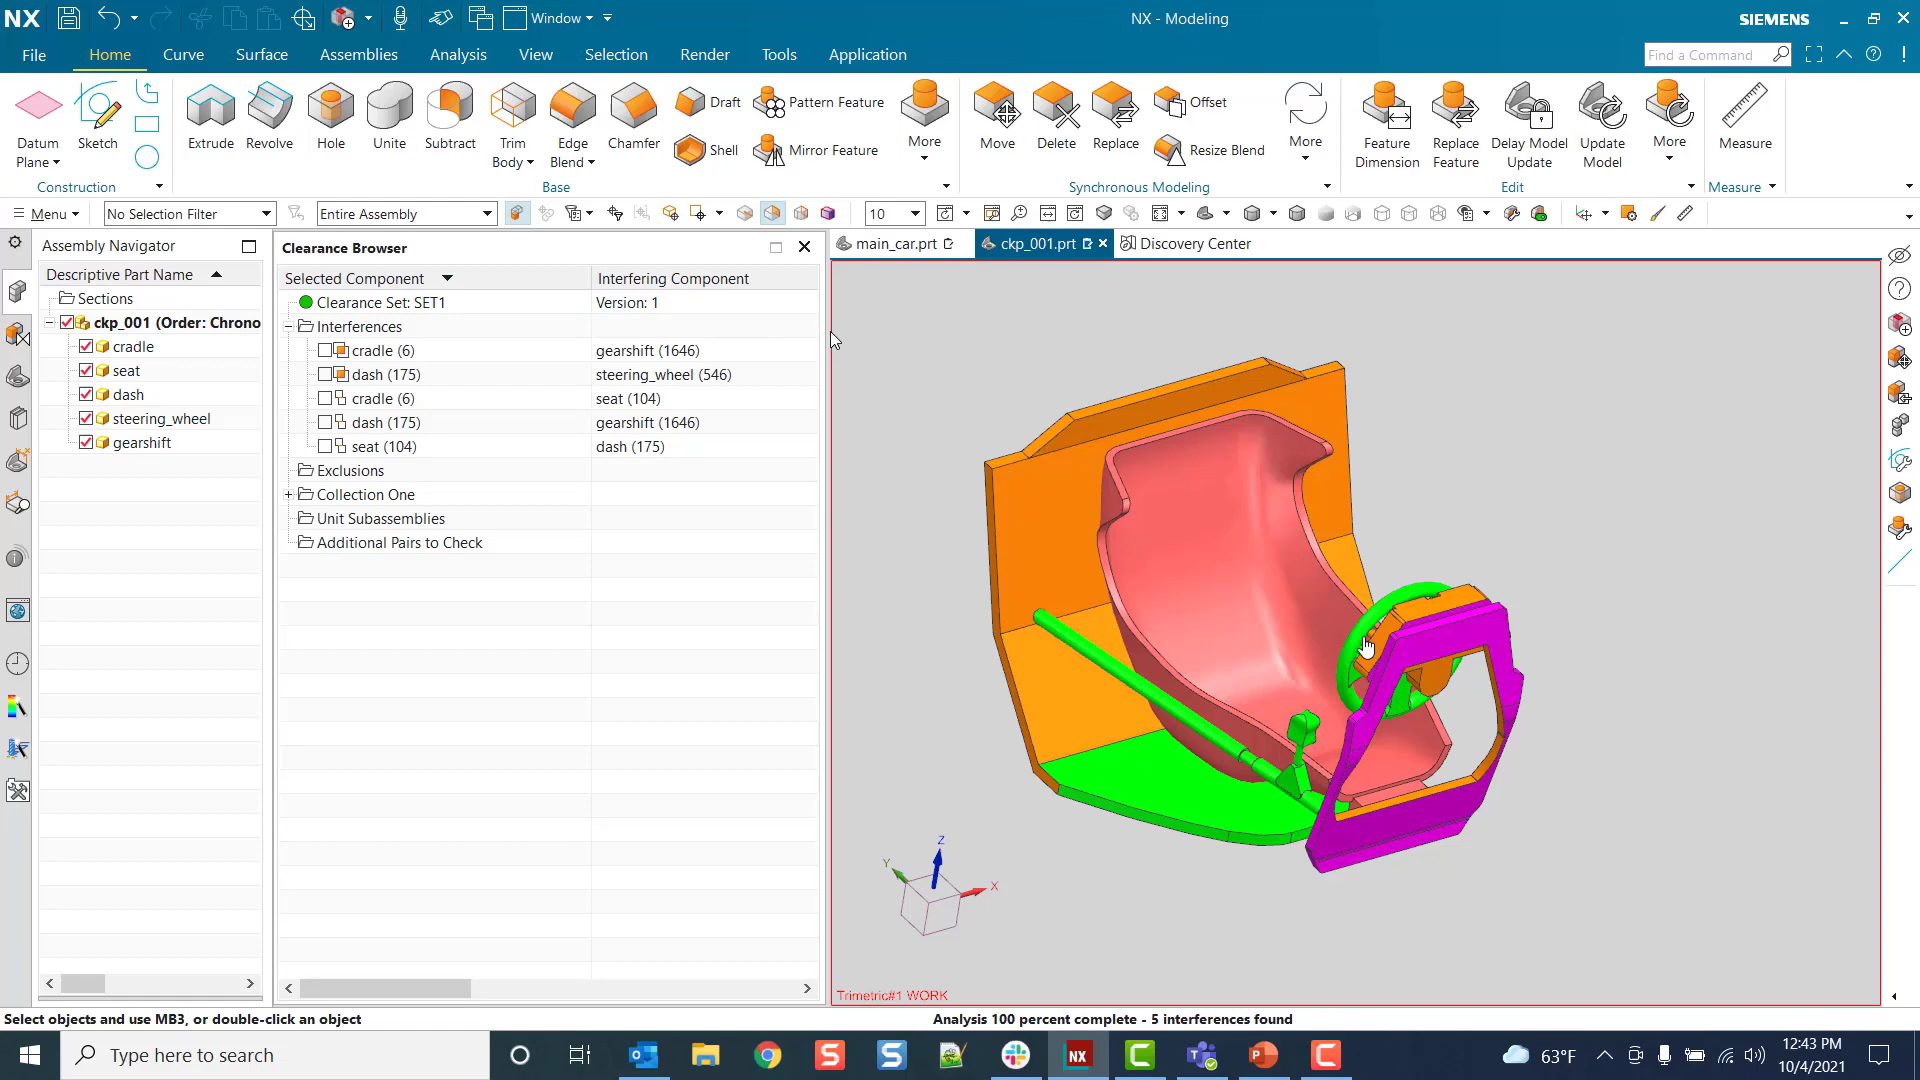 NX
Window
NX - Modeling
SIEMENS
File
Home
Curve
Surface
Assemblies
Analysis
View
Selection
Render
Tools
Application
Find a Command
Datum
Plane
Sketch
Extrude
Revolve
Hole
Unite
Subtract
Trim
Body
Edge
Blend
Chamfer
Draft
Shell
Pattern Feature
Mirror Feature
More
Move
Delete
Replace
Offset
Resize Blend
More
Feature
Dimension
Replace
Feature
Delay Model
Update
Update
Model
More
Measure
Construction
Base
Synchronous Modeling
Edit
Measure
Menu
No Selection Filter
Entire Assembly
10
Assembly Navigator
Descriptive Part Name
Sections
ckp_001 (Order: Chrono
cradle
seat
dash
steering_wheel
gearshift
Clearance Browser
Selected Component
Interfering Component
Clearance Set: SET1
Version: 1
Interferences
cradle (6)
gearshift (1646)
dash (175)
steering_wheel (546)
cradle (6)
seat (104)
dash (175)
gearshift (1646)
seat (104)
dash (175)
Exclusions
Collection One
Unit Subassemblies
Additional Pairs to Check
main_car.prt
ckp_001.prt
Discovery Center
Z
Y
X
Trimetric#1 WORK
Select objects and use MB3, or double-click an object
Analysis 100 percent complete - 5 interferences found
Type here to search
NX
63°F
12:43 PM
10/4/2021